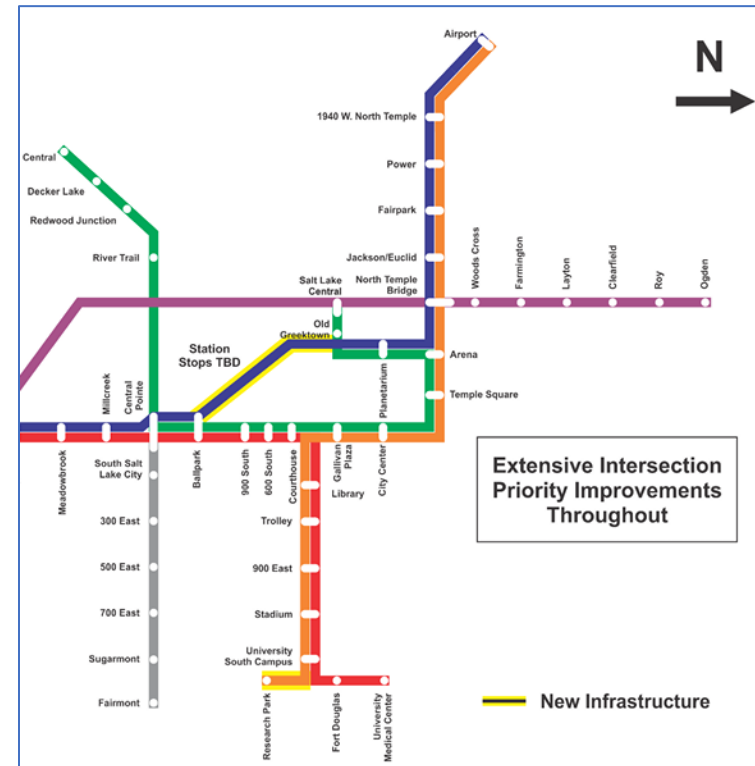 Airport
N
1940 W. North Temple
Central
Power
Decker Lake
Redwood Junction
Fairpark
River Trail
Jackson/Euclid
Salt Lake
Central
North Temple
Bridge
Woods Cross
Farmington
Layton
Clearfield
Roy
Ogden
Old
Greektown
Station
Stops TBD
Arena
Planetarium
Temple Square
Millcreek
Central
Pointe
Meadowbrook
South Salt
Lake City
Ballpark
900 South
600 South
Courthouse
Gallivan
Plaza
City Center
Library
Extensive Intersection
Priority Improvements
Throughout
300 East
Trolley
500 East
900 East
700 East
Stadium
Sugarmont
University
South Campus
Fairmont
Research Park
Fort Douglas
University
Medical Center
New Infrastructure